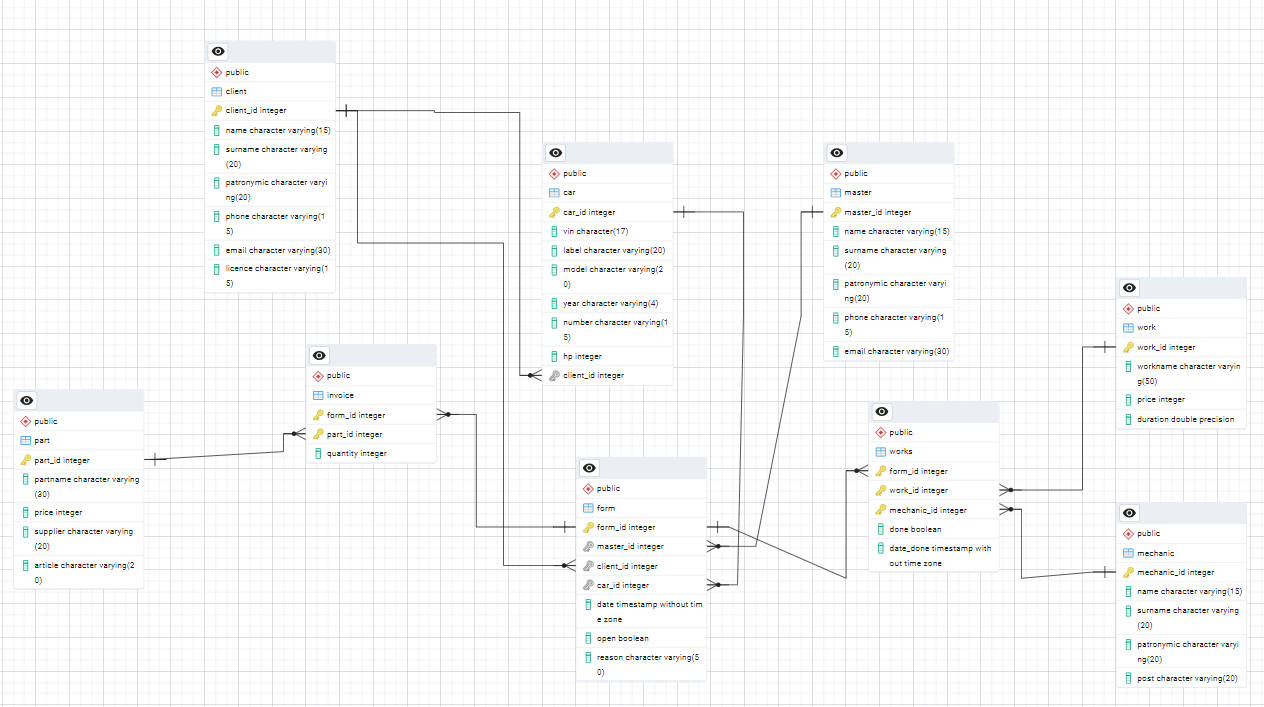 public
client
client_id integer
name character varying(15)
surname character varying
(20)
patronymic character varyi
ng(20)
phone character varying(1
5)
email character varying(30)
licence character varying(1
5)
public
car
car_id integer
vin character(17)
label character varying(20)
model character varying(2
0)
year character varying(4)
number character varying(1
5)
hp integer
client_id integer
public
master
master_id integer
name character varying(15)
surname character varying
(20)
patronymic character varyi
ng(20)
phone character varying(1
5)
email character varying(30)
public
work
work_id integer
workname character varyin
g(50)
price integer
duration double precision
public
invoice
form_id integer
part_id integer
quantity integer
public
part
part_id integer
partname character varying
(30)
price integer
supplier character varying
(20)
article character varying(2
0)
public
form
form_id integer
master_id integer
client_id integer
car_id integer
date timestamp without tim
e zone
open boolean
reason character varying(5
0)
public
works
form_id integer
work_id integer
mechanic_id integer
done boolean
date_done timestamp with
out time zone
public
mechanic
mechanic_id integer
name character varying(15)
surname character varying
(20)
patronymic character varyi
ng(20)
post character varying(20)